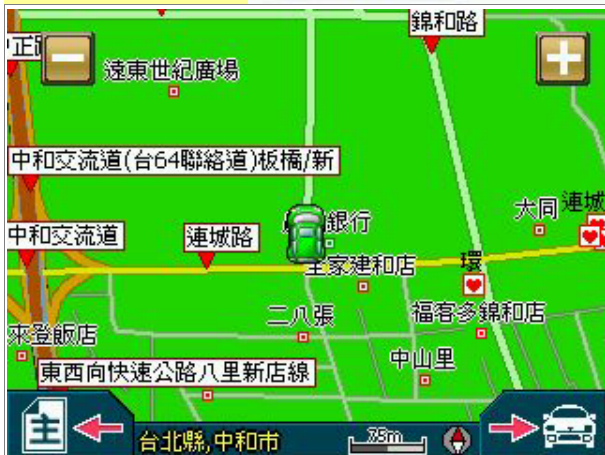 錦和路
遠東世紀廣場
中和交流道(台64聯絡道)板橋/新
大同
連城
銀行
中和交流道
連城路
全家建和店
環
二八張
福客多錦和店
來登飯店
中山里
東西向快速公路八里新店線
主
台北縣,中和市
75m